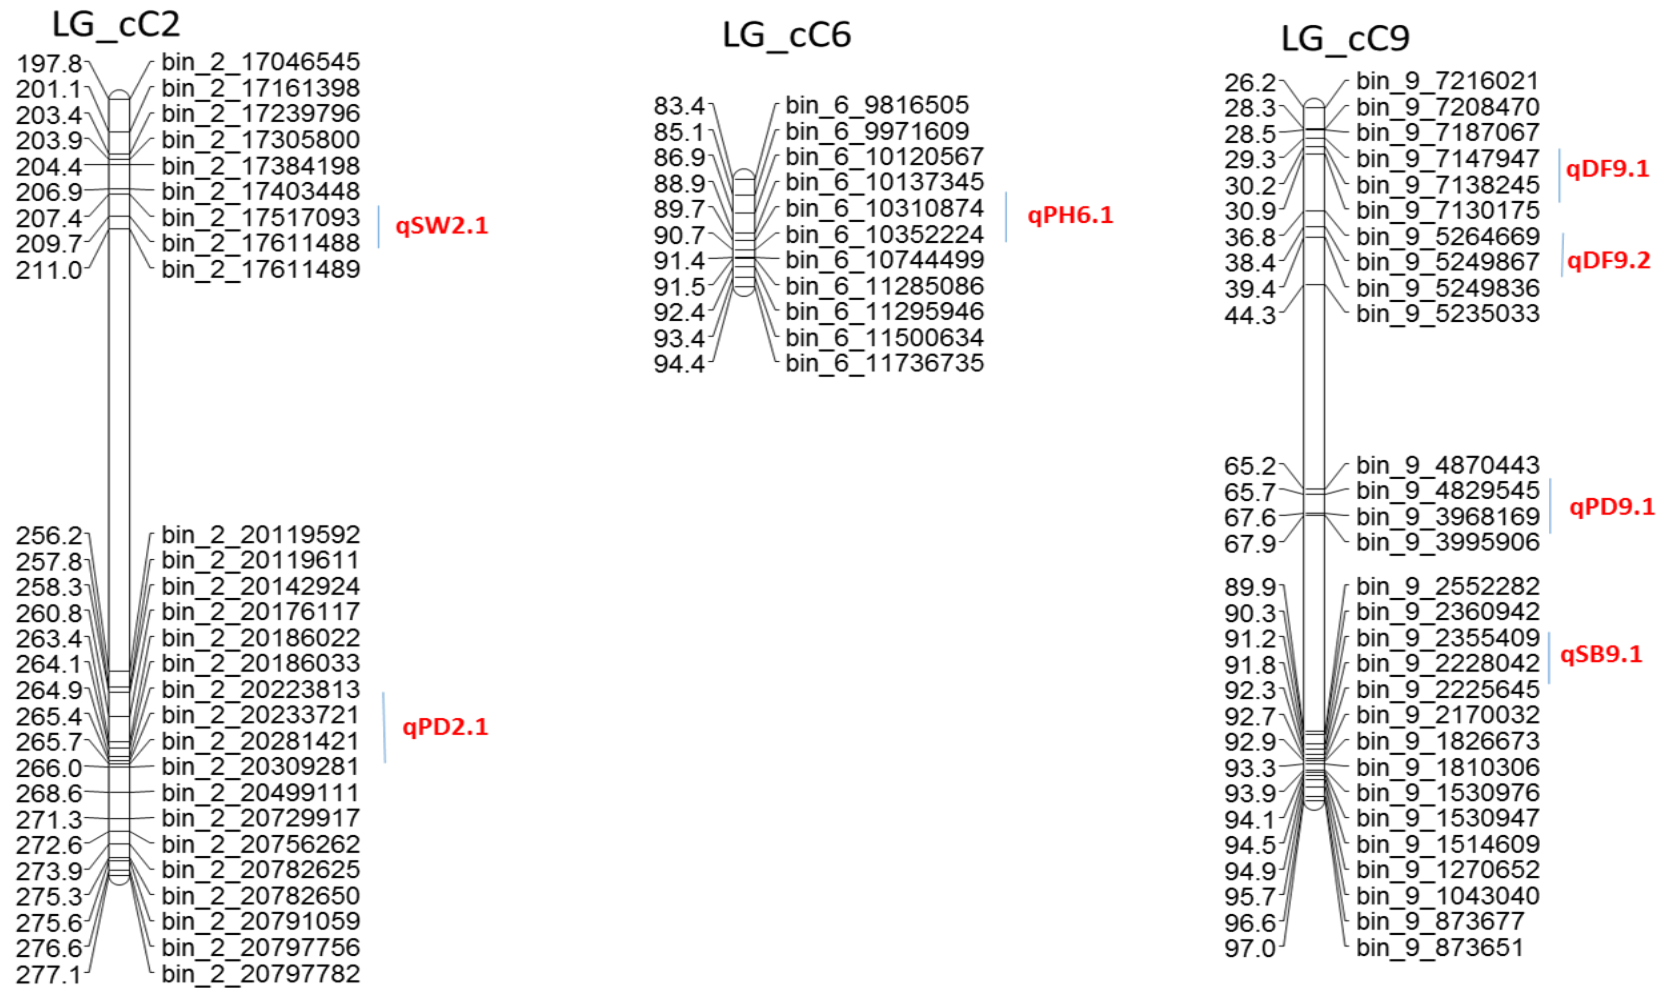 LG_cC2
197.8 bin_2_17046545
201.1 bin_2_17161398
203.4 bin_2_17239796
203.9 bin_2_17305800
204.4 bin_2_17384198
206.9 bin_2_17403448
207.4 bin_2_17517093
209.7 bin_2_17611488
211.0 bin_2_17611489
qSW2.1
256.2 bin_2_20119592
257.8 bin_2_20119611
258.3 bin_2_20142924
260.8 bin_2_20176117
263.4 bin_2_20186022
264.1 bin_2_20186033
264.9 bin_2_20223813
265.4 bin_2_20233721
265.7 bin_2_20281421
266.0 bin_2_20309281
268.6 bin_2_20499111
271.3 bin_2_20729917
272.6 bin_2_20756262
273.9 bin_2_20782625
275.3 bin_2_20782650
275.6 bin_2_20791059
276.6 bin_2_20797756
277.1 bin_2_20797782
qPD2.1
LG_cC6
83.4 bin_6_9816505
85.1 bin_6_9971609
86.9 bin_6_10120567
88.9 bin_6_10137345
89.7 bin_6_10310874
90.7 bin_6_10352224
91.4 bin_6_10744499
91.5 bin_6_11285086
92.4 bin_6_11295946
93.4 bin_6_11500634
94.4 bin_6_11736735
qPH6.1
LG_cC9
26.2 bin_9_7216021
28.3 bin_9_7208470
28.5 bin_9_7187067
29.3 bin_9_7147947
30.2 bin_9_7138245
30.9 bin_9_7130175
36.8 bin_9_5264669
38.4 bin_9_5249867
39.4 bin_9_5249836
44.3 bin_9_5235033
qDF9.1
qDF9.2
65.2 bin_9_4870443
65.7 bin_9_4829545
67.6 bin_9_3968169
67.9 bin_9_3995906
qPD9.1
89.9 bin_9_2552282
90.3 bin_9_2360942
91.2 bin_9_2355409
91.8 bin_9_2228042
92.3 bin_9_2225645
92.7 bin_9_2170032
92.9 bin_9_1826673
93.3 bin_9_1810306
93.9 bin_9_1530976
94.1 bin_9_1530947
94.5 bin_9_1514609
94.9 bin_9_1270652
95.7 bin_9_1043040
96.6 bin_9_873677
97.0 bin_9_873651
qSB9.1